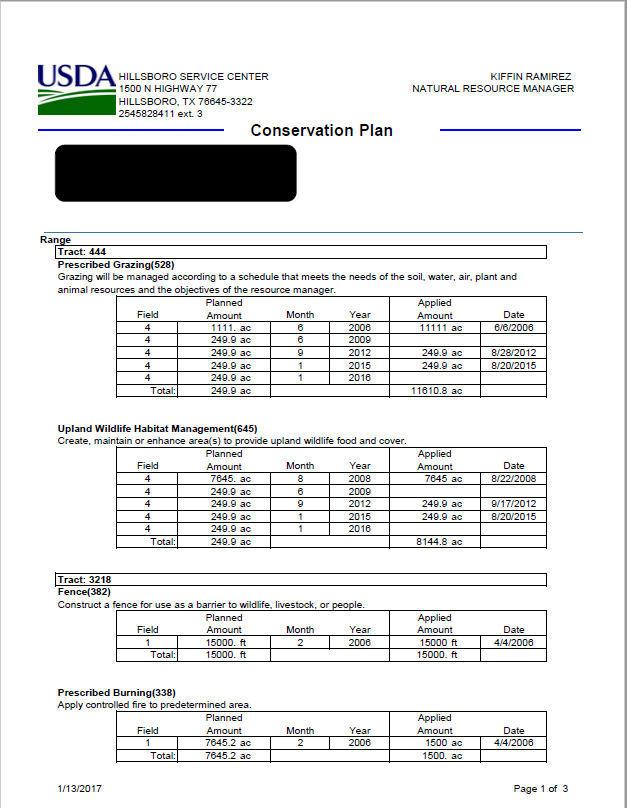 USDA
HILLSBORO SERVICE CENTER
1500 N HIGHWAY 77
HILLSBORO, TX 76645-3322
2545828411 ext. 3
KIFFIN RAMIREZ
NATURAL RESOURCE MANAGER
Conservation Plan
Range
Tract: 444
Prescribed Grazing(528)
Grazing will be managed according to a schedule that meets the needs of the soil, water, air, plant and
animal resources and the objectives of the resource manager.
Planned Applied
Field Amount Month Year Amount Date
4 1111. ac 6 2006 11111 ac 6/6/2006
4 249.9 ac 6 2009
4 249.9 ac 9 2012 249.9 ac 8/28/2012
4 249.9 ac 1 2015 249.9 ac 8/20/2015
4 249.9 ac 1 2016
Total: 249.9 ac 11610.8 ac
Upland Wildlife Habitat Management(645)
Create, maintain or enhance area(s) to provide upland wildlife food and cover.
Planned Applied
Field Amount Month Year Amount Date
4 7645. ac 8 2008 7645 ac 8/22/2008
4 249.9 ac 6 2009
4 249.9 ac 9 2012 249.9 ac 9/17/2012
4 249.9 ac 1 2015 249.9 ac 8/20/2015
4 249.9 ac 1 2016
Total: 249.9 ac 8144.8 ac
Tract: 3218
Fence(382)
Construct a fence for use as a barrier to wildlife, livestock, or people.
Planned Applied
Field Amount Month Year Amount Date
1 15000. ft 2 2006 15000 ft 4/4/2006
Total: 15000. ft 15000. ft
Prescribed Burning(338)
Apply controlled fire to predetermined area.
Planned Applied
Field Amount Month Year Amount Date
1 7645.2 ac 2 2006 1500 ac 4/4/2006
Total: 7645.2 ac 1500. ac
1/13/2017
Page 1 of 3